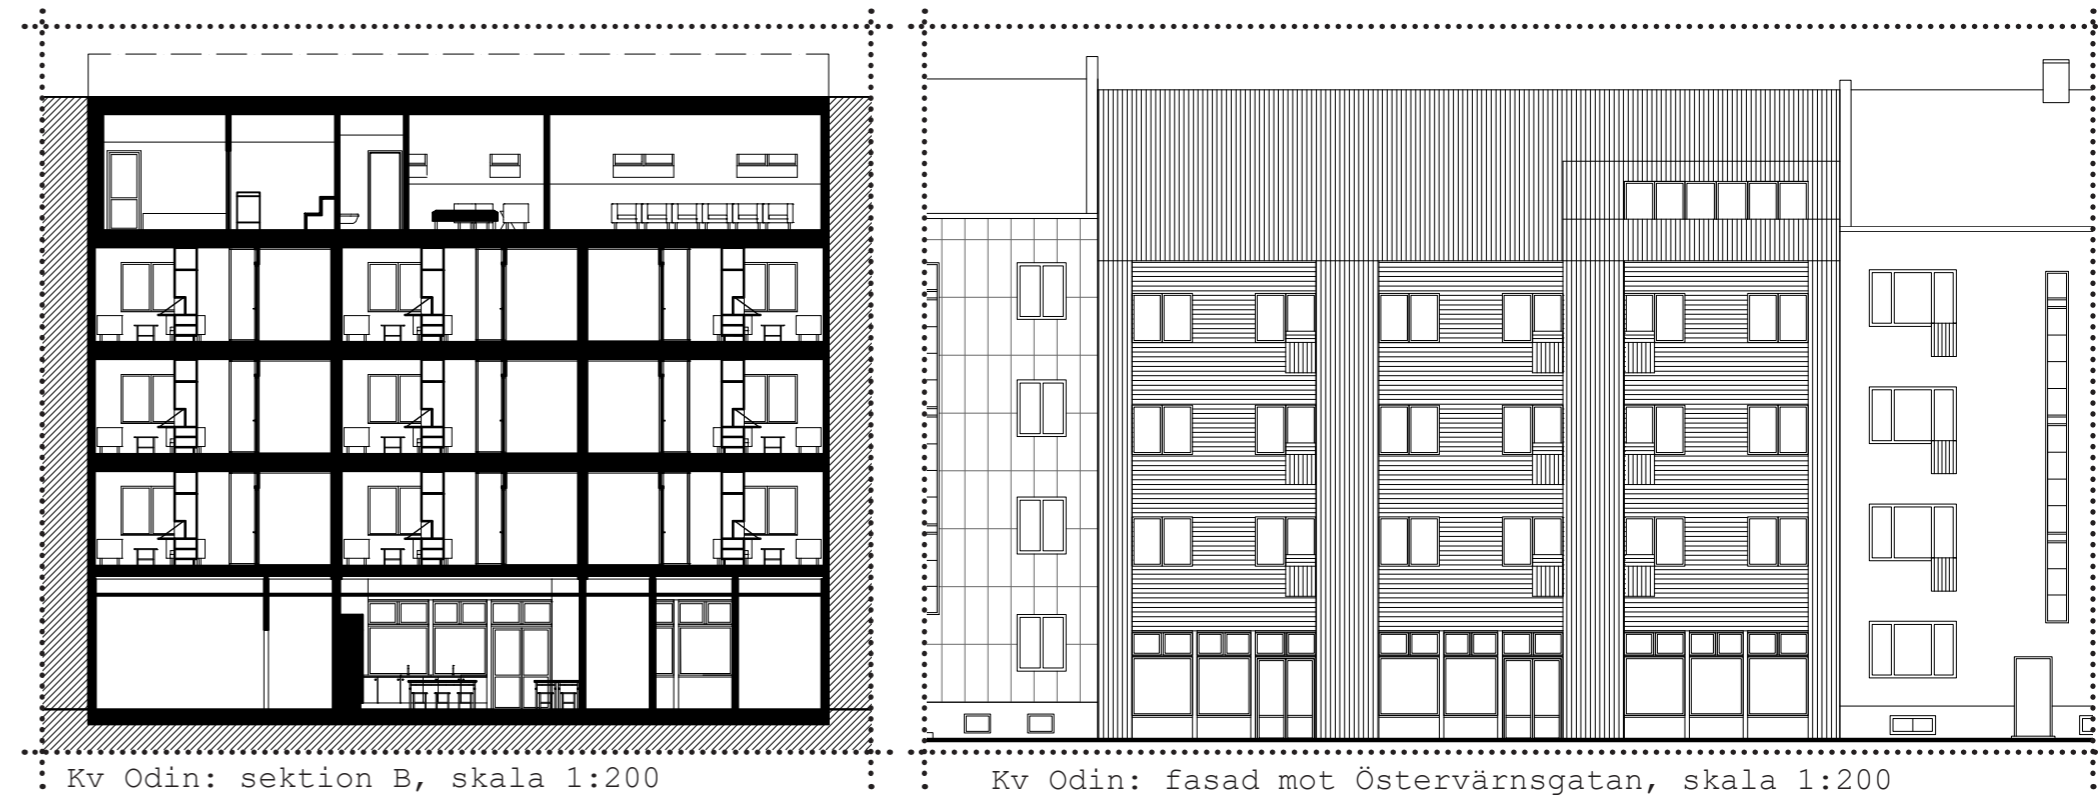 Kv Odin: sektion B, skala 1:200
Kv Odin: fasad mot Östervärnsgatan, skala 1:200